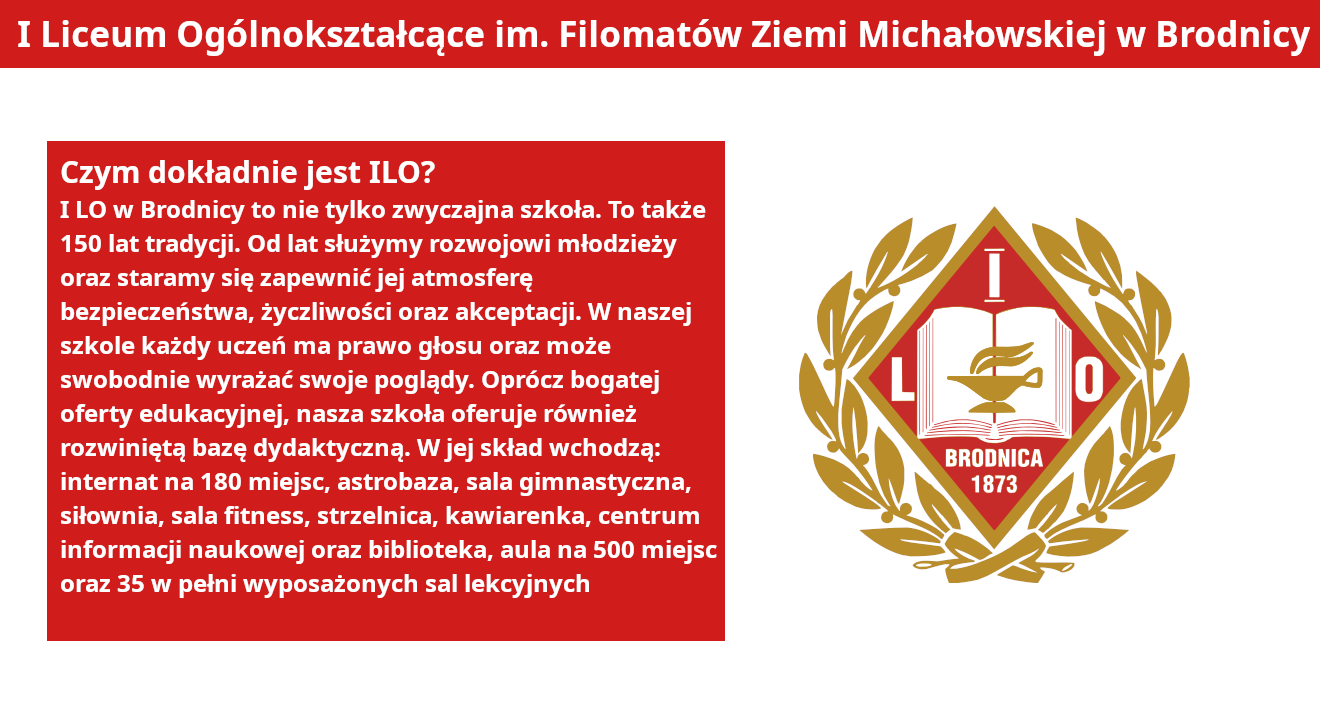 I Liceum Ogólnokształcące im. Filomatów Ziemi Michałowskiej w Brodnicy
Czym dokładnie jest ILO?
I LO w Brodnicy to nie tylko zwyczajna szkoła. To także
150 lat tradycji. Od lat służymy rozwojowi młodzieży
oraz staramy się zapewnić jej atmosferę
bezpieczeństwa, życzliwości oraz akceptacji. W naszej
szkole każdy uczeń ma prawo głosu oraz może
swobodnie wyrażać swoje poglądy. Oprócz bogatej
oferty edukacyjnej, nasza szkoła oferuje również
rozwiniętą bazę dydaktyczną. W jej skład wchodzą:
internat na 180 miejsc, astrobaza, sala gimnastyczna,
siłownia, sala fitness, strzelnica, kawiarenka, centrum
informacji naukowej oraz biblioteka, aula na 500 miejsc
oraz 35 w pełni wyposażonych sal lekcyjnych
I
L O
BRODNICA
1873